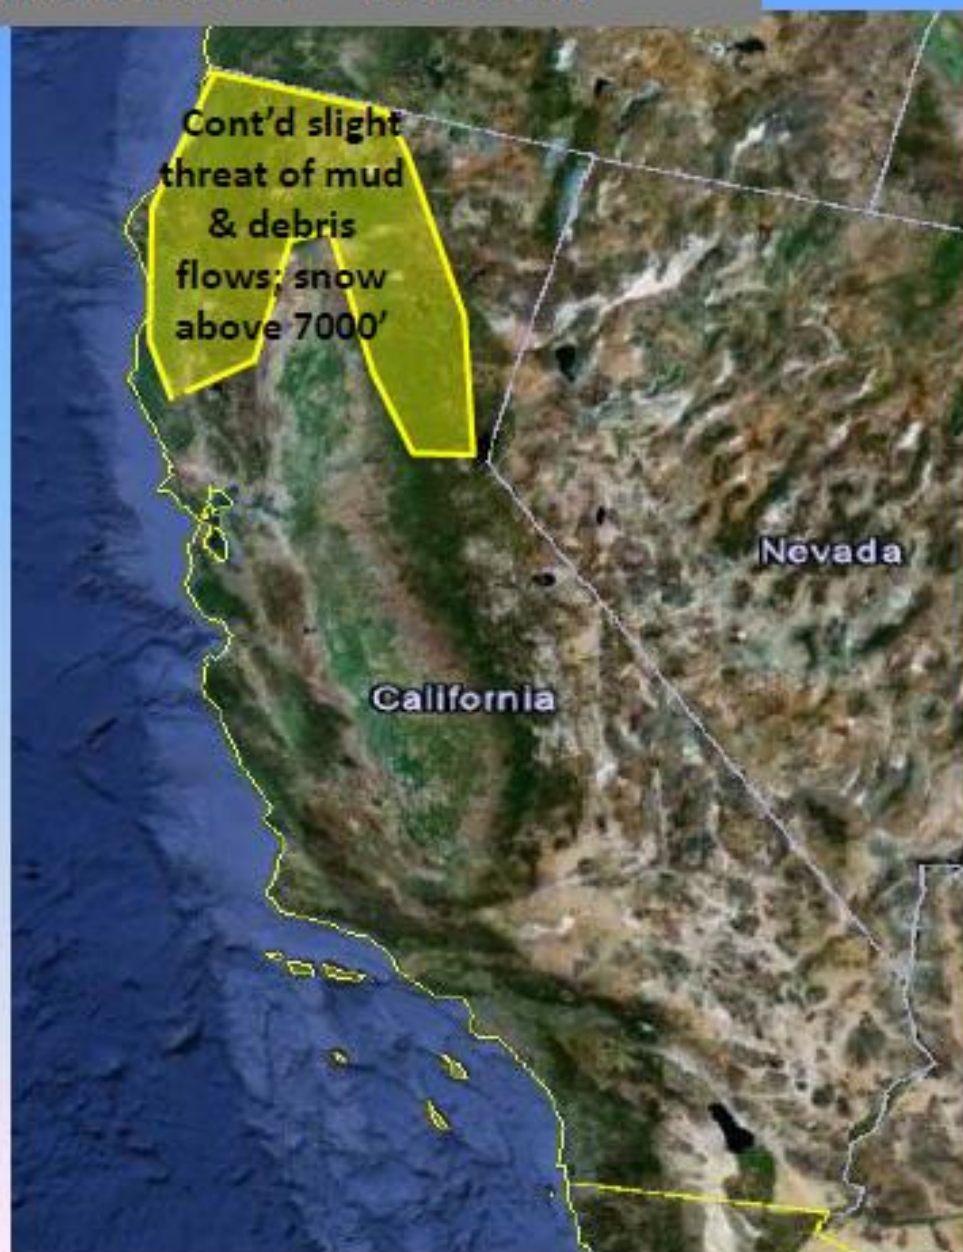 Cont'd slight
threat of mud
& debris
flows; snow
above 7000'
Nevada
California